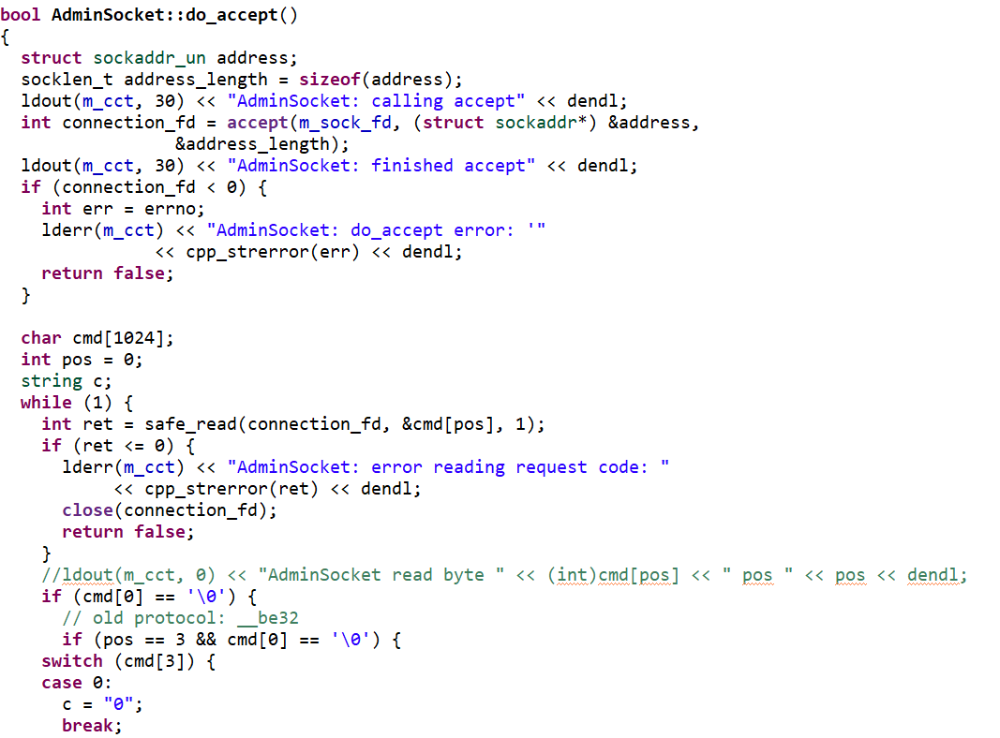 bool AdminSocket::do_accept()
{
  struct sockaddr_un address;
  socklen_t address_length = sizeof(address);
  ldout(m_cct, 30) << "AdminSocket: calling accept" << dendl;
  int connection_fd = accept(m_sock_fd, (struct sockaddr*) &address,
                 &address_length);
  ldout(m_cct, 30) << "AdminSocket: finished accept" << dendl;
  if (connection_fd < 0) {
    int err = errno;
    lderr(m_cct) << "AdminSocket: do_accept error: '"
               << cpp_strerror(err) << dendl;
    return false;
  }

  char cmd[1024];
  int pos = 0;
  string c;
  while (1) {
    int ret = safe_read(connection_fd, &cmd[pos], 1);
    if (ret <= 0) {
      lderr(m_cct) << "AdminSocket: error reading request code: "
           << cpp_strerror(ret) << dendl;
      close(connection_fd);
      return false;
    }
    //ldout(m_cct, 0) << "AdminSocket read byte " << (int)cmd[pos] << " pos " << pos << dendl;
    if (cmd[0] == '\0') {
      // old protocol: __be32
      if (pos == 3 && cmd[0] == '\0') {
    switch (cmd[3]) {
    case 0:
      c = "0";
      break;